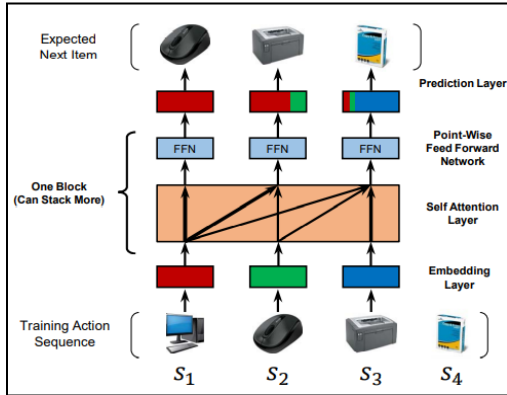 Expected
Next Item
Prediction Layer
FFN
FFN
FFN
Point-Wise
Feed Forward
Network
One Block
(Can Stack More)
Self Attention
Layer
Embedding
Layer
Training Action
Sequence
S1
S2
S3
S4